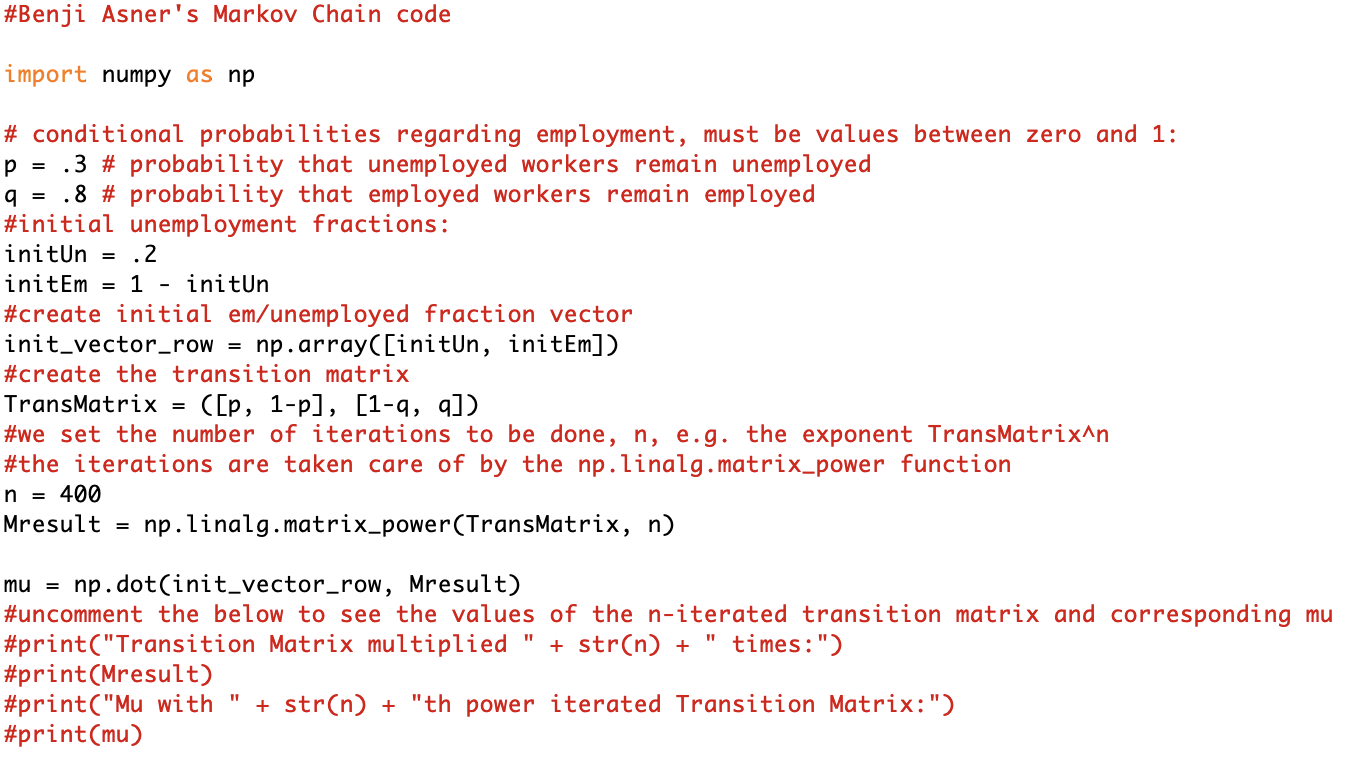 #Benji Asner's Markov Chain code
import numpy as np
# conditional probabilities regarding employment, must be values between zero and 1:
p = .3 # probability that unemployed workers remain unemployed
q = .8 # probability that employed workers remain employed
#initial unemployment fractions:
initUn = .2
initEm = 1 - initUn
#create initial em/unemployed fraction vector
init_vector_row = np.array([initUn, initEm])
#create the transition matrix
TransMatrix = ([p, 1-p], [1-q, q])
#we set the number of iterations to be done, n, e.g. the exponent TransMatrix^n
#the iterations are taken care of by the np.linalg.matrix_power function
n = 400
Mresult = np.linalg.matrix_power(TransMatrix, n)
mu = np.dot(init_vector_row, Mresult)
#uncomment the below to see the values of the n-iterated transition matrix and corresponding mu
#print("Transition Matrix multiplied " + str(n) + " times:")
#print(Mresult)
#print("Mu with " + str(n) + "th power iterated Transition Matrix:")
#print(mu)